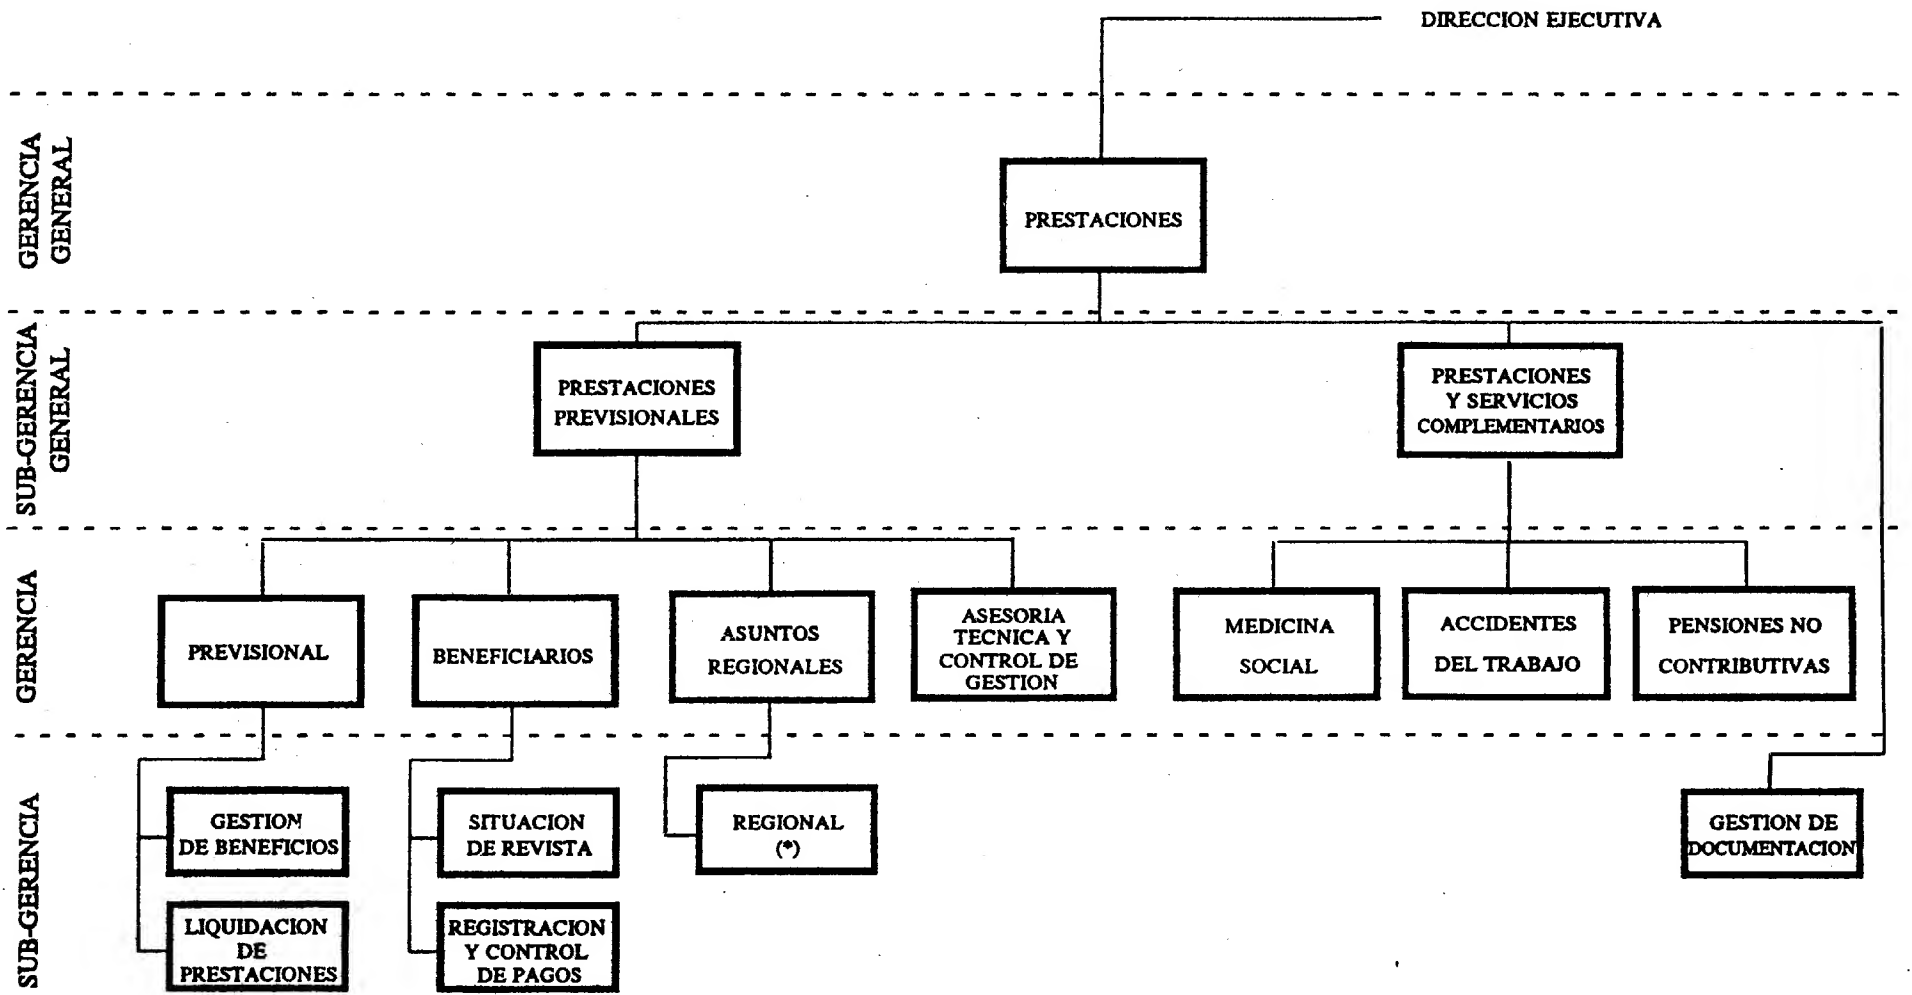 DIRECCION EJECUTIVA
GERENCIA
GENERAL
PRESTACIONES
SUB-GERENCIA
GENERAL
PRESTACIONES
PREVISIONALES
PRESTACIONES
Y SERVICIOS
COMPLEMENTARIOS
GERENCIA
PREVISIONAL
BENEFICIARIOS
ASUNTOS
REGIONALES
ASESORIA
TECNICA Y
CONTROL DE
GESTION
MEDICINA
SOCIAL
ACCIDENTES
DEL TRABAJO
PENSIONES NO
CONTRIBUTIVAS
SUB-GERENCIA
GESTION
DE BENEFICIOS
SITUACION
DE REVISTA
REGIONAL
(*)
GESTION DE
DOCUMENTACION
LIQUIDACION
DE
PRESTACIONES
REGISTRACION
Y CONTROL
DE PAGOS